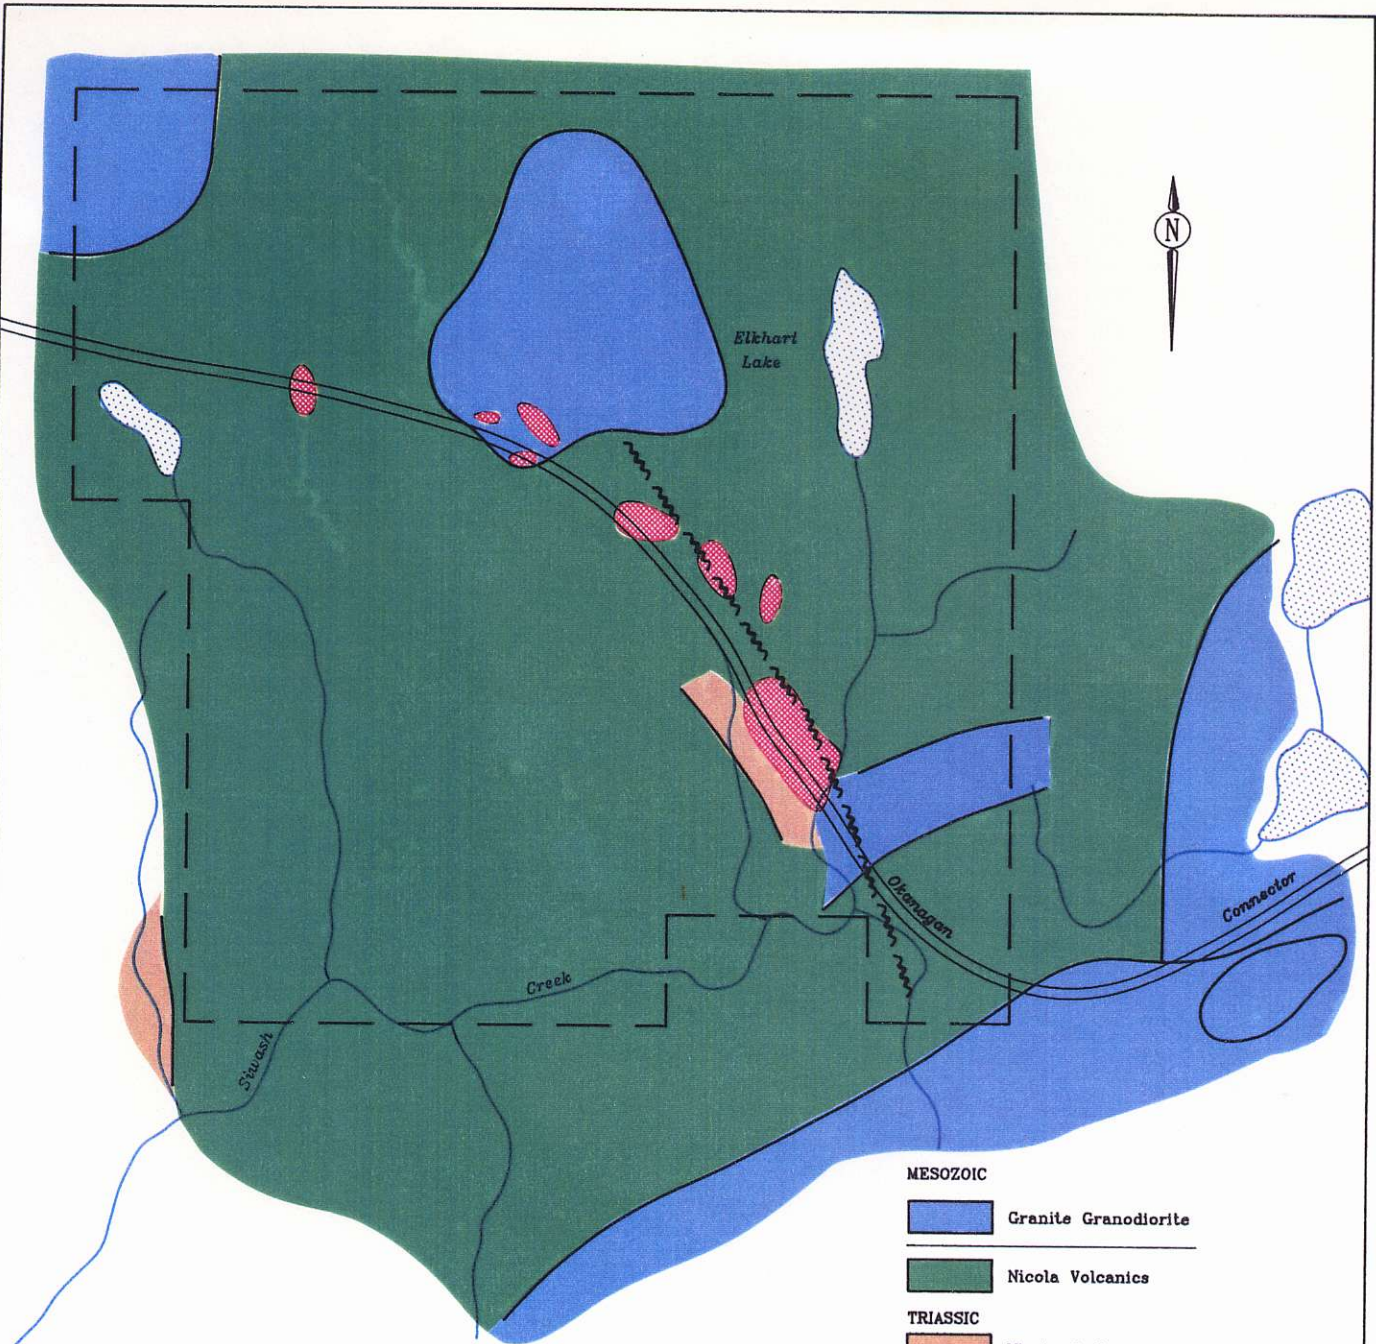 N
Elkhart
Lake
Okanagan
Connector
Creek
Siwash
MESOZOIC
Granite Granodiorite
Nicola Volcanics
TRIASSIC